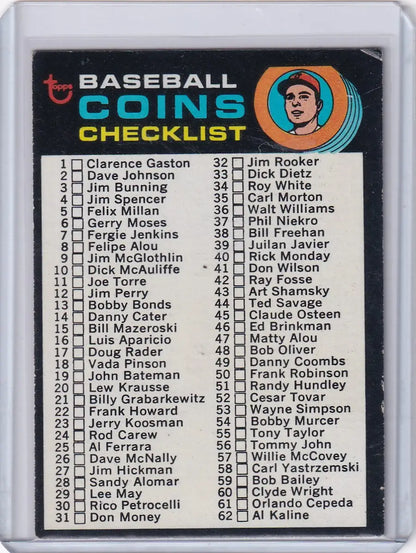 topps
BASEBALL
COINS
CHECKLIST
1 Clarence Gaston
2 Dave Johnson
3 Jim Bunning
4 Jim Spencer
5 Felix Millan
6 Gerry Moses
7 Fergie Jenkins
8 Felipe Alou
9 Jim McGlothlin
10 Dick McAuliffe
11 Joe Torre
12 Jim Perry
13 Bobby Bonds
14 Danny Cater
15 Bill Mazeroski
16 Luis Aparicio
17 Doug Rader
18 Vada Pinson
19 John Bateman
20 Lew Krausse
21 Billy Grabarkewitz
22 Frank Howard
23 Jerry Koosman
24 Rod Carew
25 Al Ferrara
26 Dave McNally
27 Jim Hickman
28 Sandy Alomar
29 Lee May
30 Rico Petrocelli
31 Don Money
32 Jim Rooker
33 Dick Dietz
34 Roy White
35 Carl Morton
36 Walt Williams
37 Phil Niekro
38 Bill Freehan
39 Juilan Javier
40 Rick Monday
41 Don Wilson
42 Ray Fosse
43 Art Shamsky
44 Ted Savage
45 Claude Osteen
46 Ed Brinkman
47 Matty Alou
48 Bob Oliver
49 Danny Coombs
50 Frank Robinson
51 Randy Hundley
52 Cesar Tovar
53 Wayne Simpson
54 Bobby Murcer
55 Tony Taylor
56 Tommy John
57 Willie McCovey
58 Carl Yastrzemski
59 Bob Bailey
60 Clyde Wright
61 Orlando Cepeda
62 Al Kaline